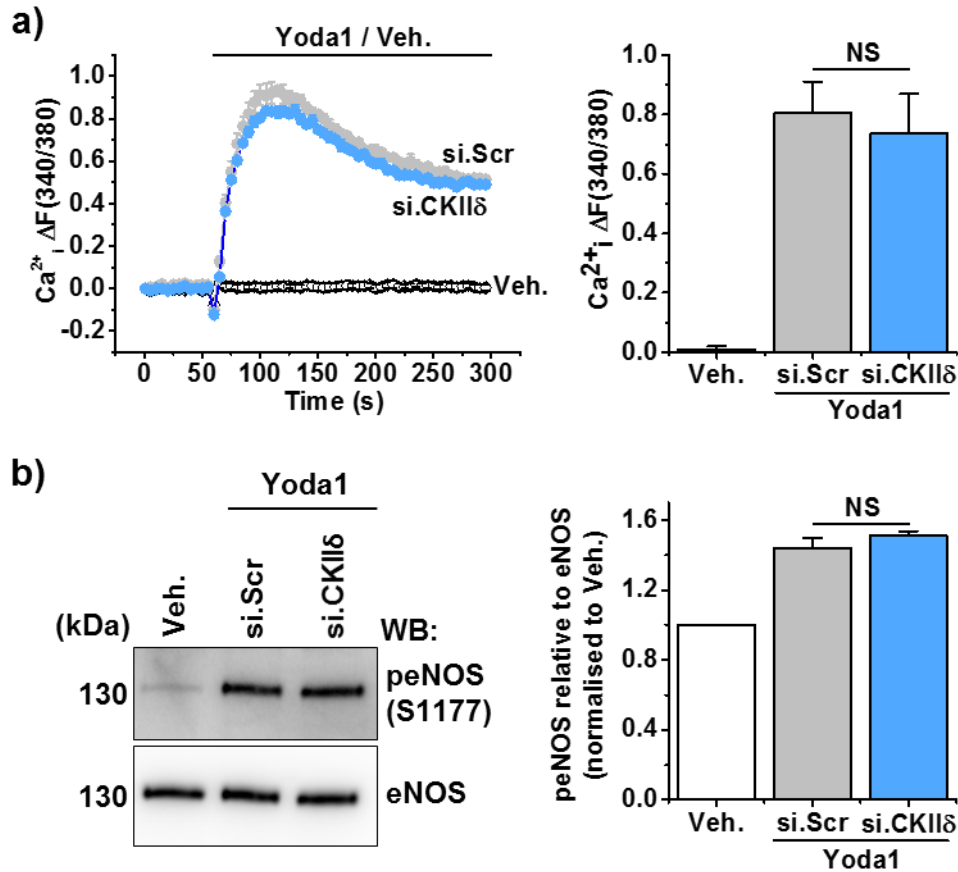 a)
Yoda1 / Veh.
Ca²⁺ᵢ ΔF(340/380)
1.0
0.8
0.6
0.4
0.2
0.0
-0.2
si.Scr
si.CKIIδ
Veh.
0 50 100 150 200 250 300
Time (s)
NS
Ca²⁺ᵢ ΔF(340/380)
1.0
0.8
0.6
0.4
0.2
0.0
Veh. si.Scr si.CKIIδ
Yoda1
b)
Yoda1
Veh. si.Scr si.CKIIδ
(kDa)
WB:
130
peNOS
(S1177)
130
eNOS
NS
peNOS relative to eNOS
(normalised to Veh.)
1.6
1.2
0.8
0.4
0.0
Veh. si.Scr si.CKIIδ
Yoda1